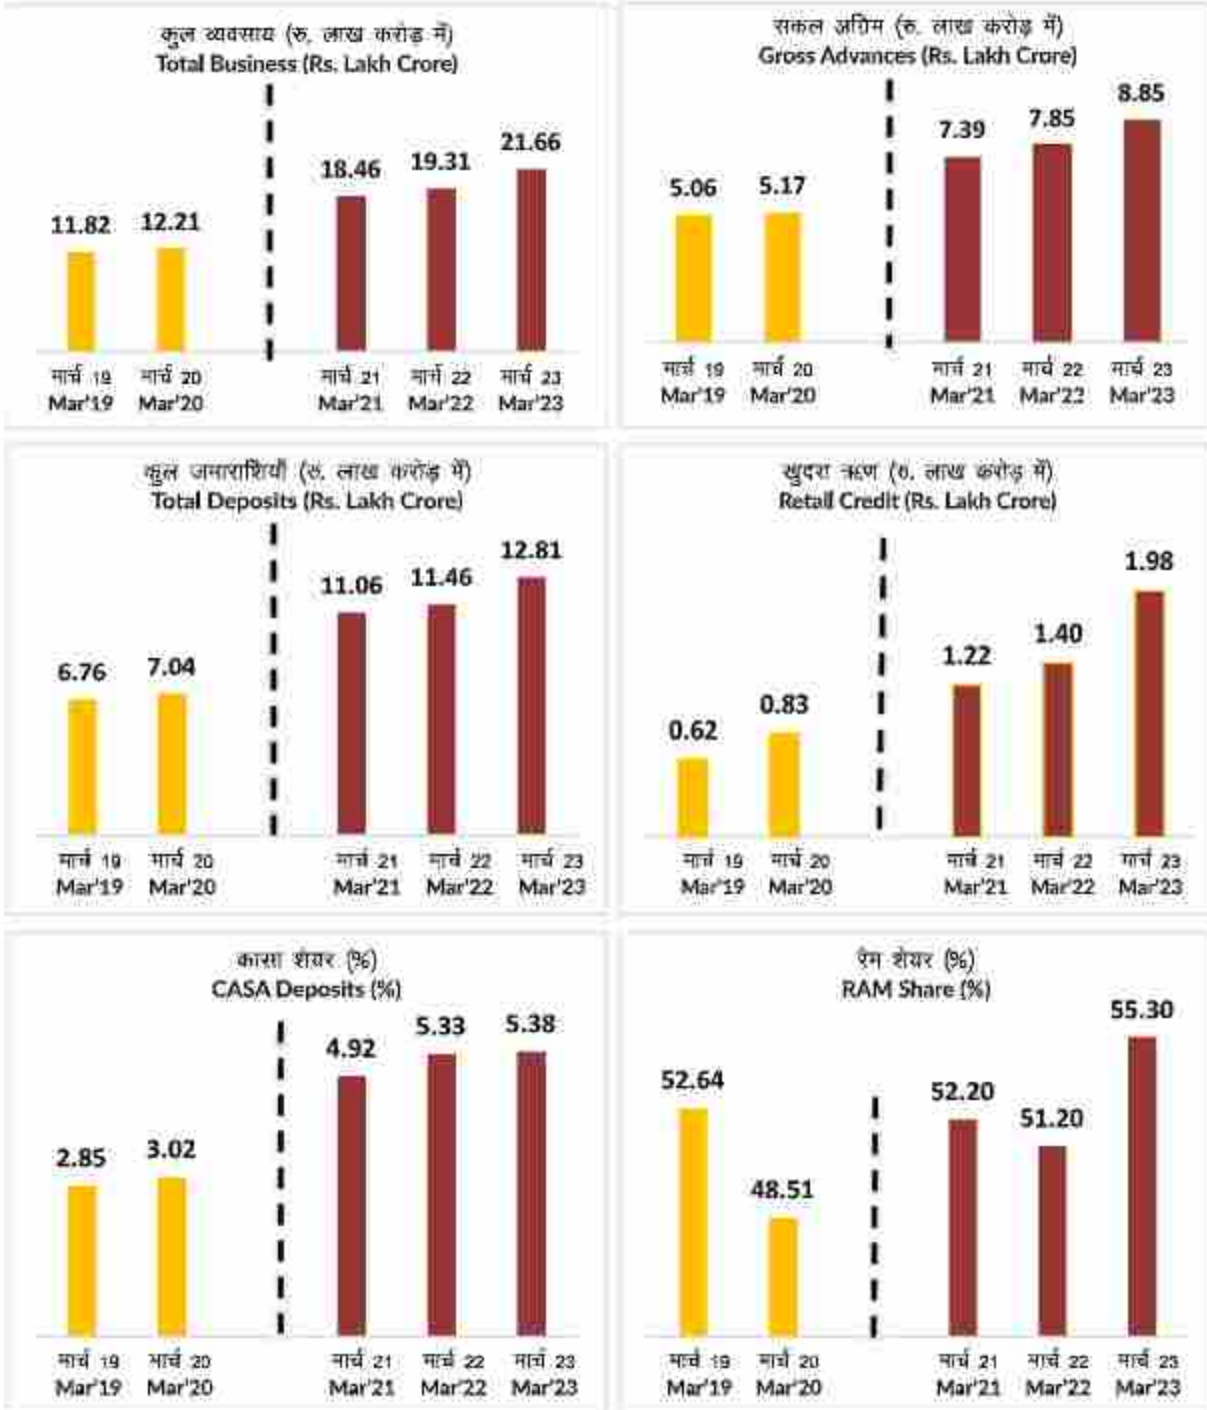 कुल व्यवसाय (रु. लाख करोड़ में)
Total Business (Rs. Lakh Crore)
11.82 12.21 18.46 19.31 21.66
मार्च 19 मार्च 20 मार्च 21 मार्च 22 मार्च 23
Mar'19 Mar'20 Mar'21 Mar'22 Mar'23
सकल अग्रिम (रु. लाख करोड़ में)
Gross Advances (Rs. Lakh Crore)
5.06 5.17 7.39 7.85 8.85
मार्च 19 मार्च 20 मार्च 21 मार्च 22 मार्च 23
Mar'19 Mar'20 Mar'21 Mar'22 Mar'23
कुल जमाराशियाँ (रु. लाख करोड़ में)
Total Deposits (Rs. Lakh Crore)
6.76 7.04 11.06 11.46 12.81
मार्च 19 मार्च 20 मार्च 21 मार्च 22 मार्च 23
Mar'19 Mar'20 Mar'21 Mar'22 Mar'23
खुदरा ऋण (रु. लाख करोड़ में)
Retail Credit (Rs. Lakh Crore)
0.62 0.83 1.22 1.40 1.98
मार्च 19 मार्च 20 मार्च 21 मार्च 22 मार्च 23
Mar'19 Mar'20 Mar'21 Mar'22 Mar'23
कासा शेयर (%)
CASA Deposits (%)
2.85 3.02 4.92 5.33 5.38
मार्च 19 मार्च 20 मार्च 21 मार्च 22 मार्च 23
Mar'19 Mar'20 Mar'21 Mar'22 Mar'23
रैम शेयर (%)
RAM Share (%)
52.64 48.51 52.20 51.20 55.30
मार्च 19 मार्च 20 मार्च 21 मार्च 22 मार्च 23
Mar'19 Mar'20 Mar'21 Mar'22 Mar'23